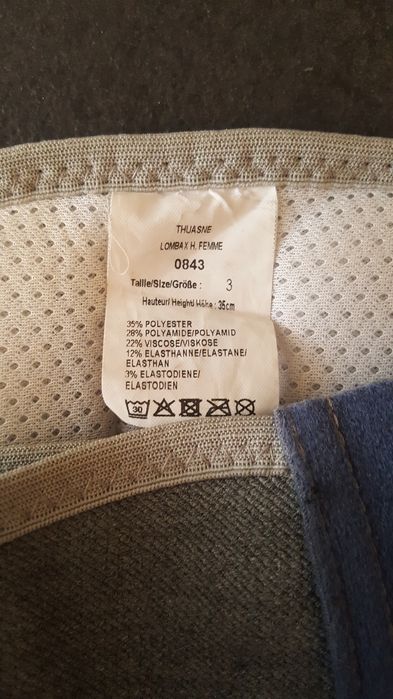 THUASNE
LOMBAX H. FEMME
0843
Taille/Size/Größe : 3
Hauteur/ Height/ Höhe : 35cm
35% POLYESTER
28% POLYAMIDE/POLYAMID
22% VISCOSE/VISKOSE
12% ELASTHANNE/ELASTANE/
ELASTHAN
3% ELASTODIENE/
ELASTODIEN
30